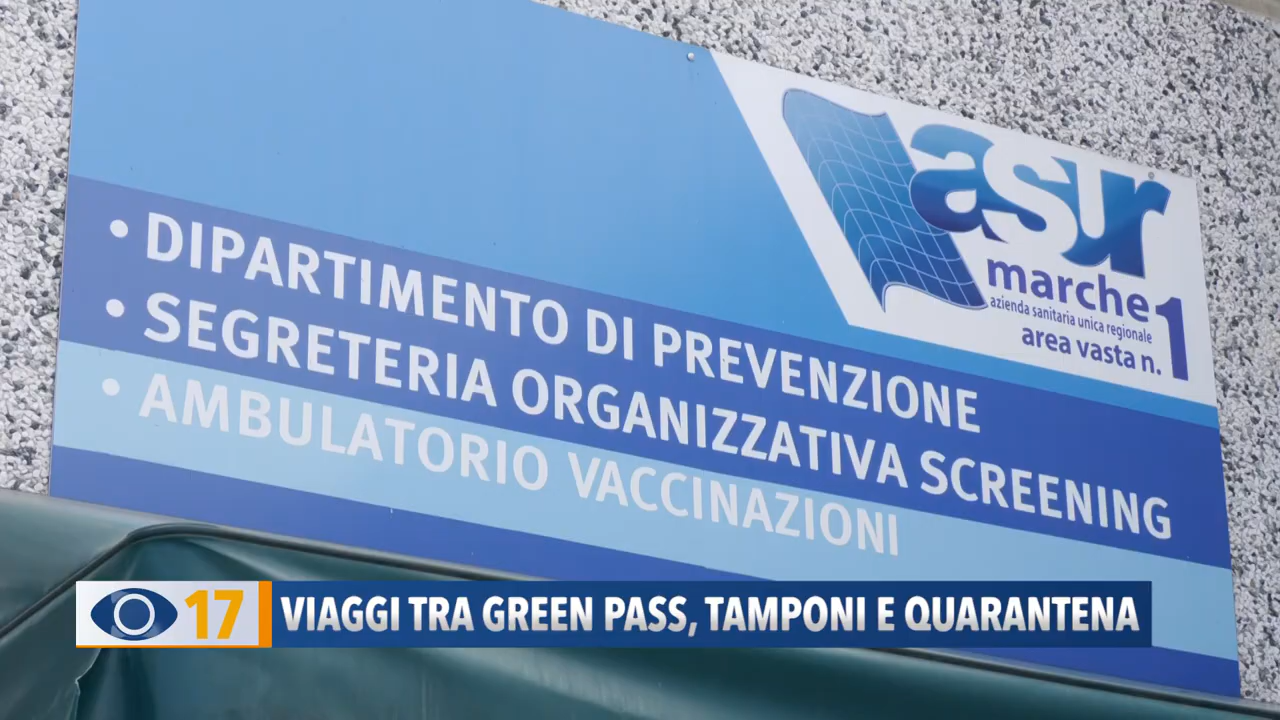 asur
marche
azienda sanitaria unica regionale
area vasta n. 1
• DIPARTIMENTO DI PREVENZIONE
• SEGRETERIA ORGANIZZATIVA SCREENING
• AMBULATORIO VACCINAZIONI
17 VIAGGI TRA GREEN PASS, TAMPONI E QUARANTENA